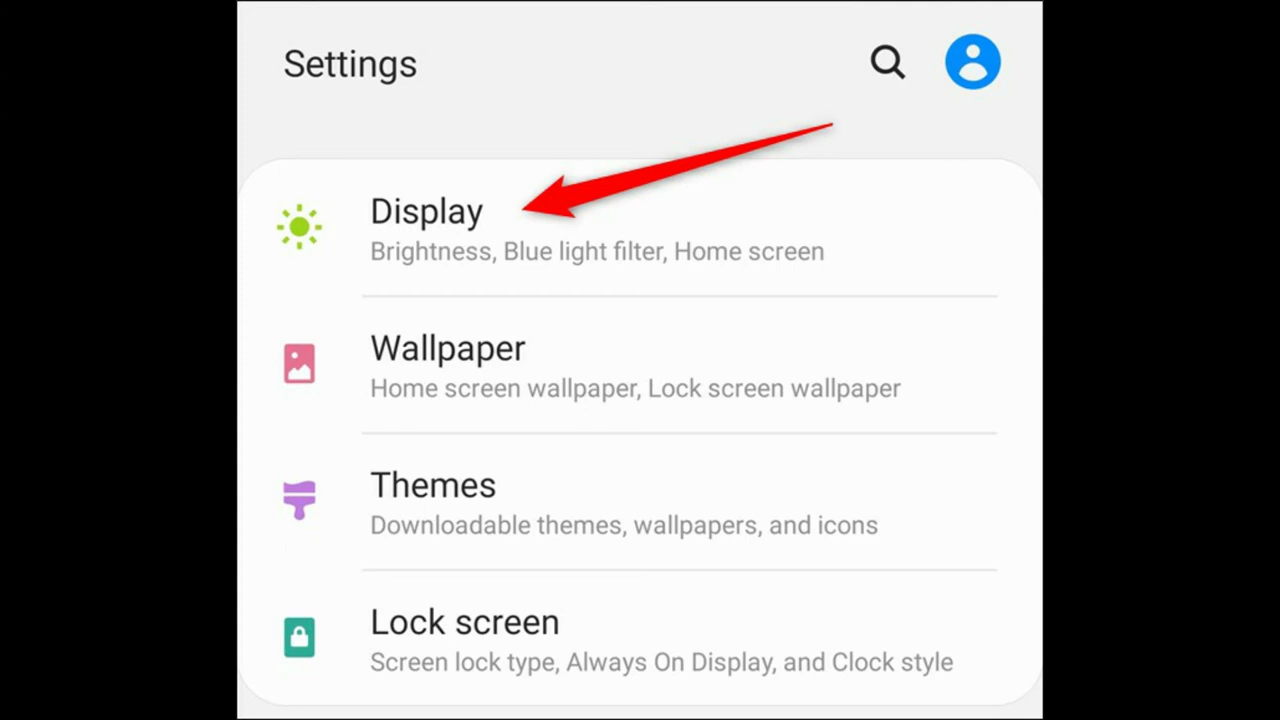 Settings
Display
Brightness, Blue light filter, Home screen
Wallpaper
Home screen wallpaper, Lock screen wallpaper
Themes
Downloadable themes, wallpapers, and icons
Lock screen
Screen lock type, Always On Display, and Clock style